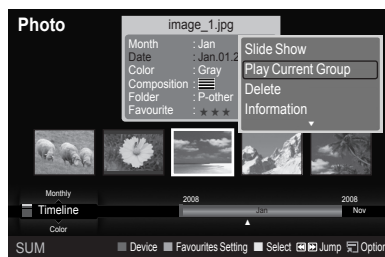 Photo
image_1.jpg
Month : Jan
Date : Jan.01.2
Color : Gray
Composition :
Folder : P-other
Favourite : ★ ★ ★
Slide Show
Play Current Group
Delete
Information
Monthly
Timeline
Color
2008
Jan
2008
Nov
SUM
Device
Favourites Setting
Select
Jump
Option